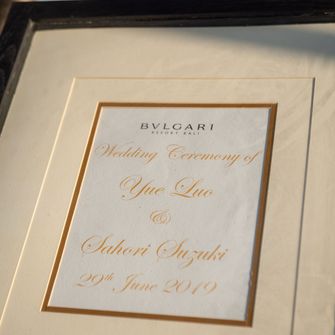 BVLGARI
RESORT BALI
Wedding Ceremony of
Yue Luo
&
Sahori Suzuki
29th June 2019